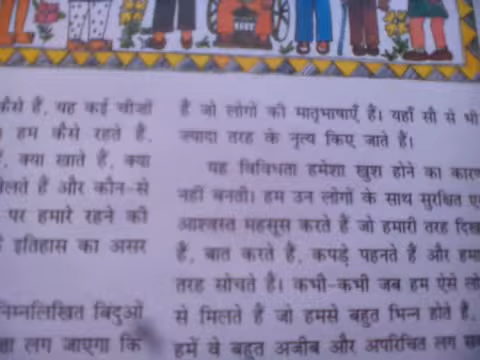 कैसे हैं, यह कई चीजों
हम कैसे रहते हैं,
क्या खाते हैं, क्या
खेलते हैं और कौन-से
पर हमारे रहने की
इतिहास का असर
निम्नलिखित बिंदुओं
लग जाएगा कि
हैं जो लोगों की मातृभाषाएँ हैं। यहाँ सौ से भी
ज्यादा तरह के नृत्य किए जाते हैं।
यह विविधता हमेशा खुश होने का कारण
नहीं बनती। हम उन लोगों के साथ सुरक्षित ए
आश्वस्त महसूस करते हैं जो हमारी तरह दिख
हैं, बात करते हैं, कपड़े पहनते हैं और हमा
तरह सोचते हैं। कभी-कभी जब हम ऐसे लो
से मिलते हैं जो हमसे बहुत भिन्न होते हैं,
हमें वे बहुत अजीब और अपरिचित लग सक